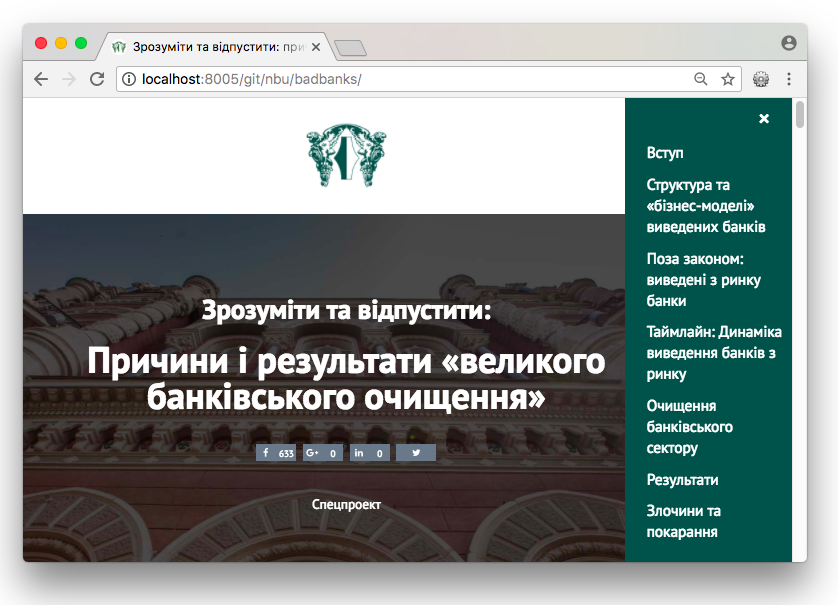 Зрозуміти та відпустити: при
localhost:8005/git/nbu/badbanks/
Зрозуміти та відпустити:
Причини і результати «великого
банківського очищення»
633
G+ 0
in 0
Спецпроект
Вступ
Структура та
«бізнес-моделі»
виведених банків
Поза законом:
виведені з ринку
банки
Таймлайн: Динаміка
виведення банків з
ринку
Очищення
банківського
сектору
Результати
Злочини та
покарання